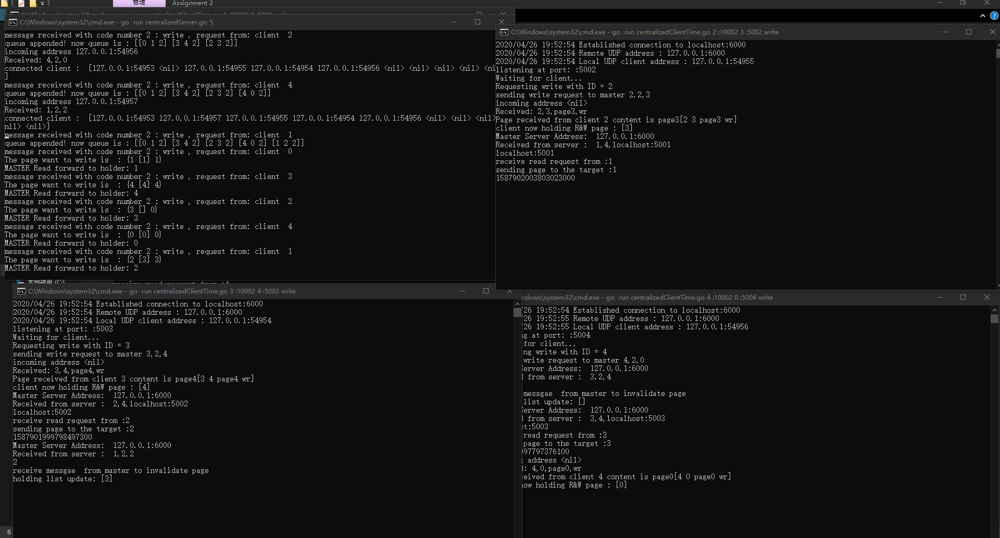 管理
Assignment 2
C:\Windows\system32\cmd.exe - go  run centralizedServer.go 5
message received with code number 2 : write , request from: client  2
queue appended! now queue is : [[0 1 2] [3 4 2] [2 3 2]]
incoming address 127.0.0.1:54956
Received: 4,2,0
connected client :  [127.0.0.1:54953 <nil> 127.0.0.1:54955 127.0.0.1:54954 127.0.0.1:54956 <nil> <nil> <nil> <nil> <ni
]
message received with code number 2 : write , request from: client  4
queue appended! now queue is : [[0 1 2] [3 4 2] [2 3 2] [4 0 2]]
incoming address 127.0.0.1:54957
Received: 1,2,2
connected client :  [127.0.0.1:54953 127.0.0.1:54957 127.0.0.1:54955 127.0.0.1:54954 127.0.0.1:54956 <nil> <nil> <nil>
nil> <nil>]
message received with code number 2 : write , request from: client  1
queue appended! now queue is : [[0 1 2] [3 4 2] [2 3 2] [4 0 2] [1 2 2]]
message received with code number 2 : write , request from: client  0
The page want to write is  : {1 [1] 1}
MASTER Read forward to holder: 1
message received with code number 2 : write , request from: client  3
The page want to write is  : {4 [4] 4}
MASTER Read forward to holder: 4
message received with code number 2 : write , request from: client  2
The page want to write is  : {3 [] 0}
MASTER Read forward to holder: 3
message received with code number 2 : write , request from: client  4
The page want to write is  : {0 [0] 0}
MASTER Read forward to holder: 0
message received with code number 2 : write , request from: client  1
The page want to write is  : {2 [3] 3}
MASTER Read forward to holder: 2
C:\Windows\system32\cmd.exe - go  run centralizedClientTime.go 2 :10002 3 :5002 write
2020/04/26 19:52:54 Established connection to localhost:6000
2020/04/26 19:52:54 Remote UDP address : 127.0.0.1:6000
2020/04/26 19:52:54 Local UDP client address : 127.0.0.1:54955
listening at port: :5002
Waiting for client...
Requesting write with ID = 2
sending write request to master 2,2,3
incoming address <nil>
Received: 2,3,page3,wr
Page received from client 2 content is page3[2 3 page3 wr]
client now holding R&W page : [3]
Master Server Address:  127.0.0.1:6000
Received from server :  1,4,localhost:5001
localhost:5001
receive read request from :1
sending page to the target :1
1587902003803023000
C:\Windows\system32\cmd.exe - go  run centralizedClientTime.go 3 :10002 4 :5003 write
2020/04/26 19:52:54 Established connection to localhost:6000
2020/04/26 19:52:54 Remote UDP address : 127.0.0.1:6000
2020/04/26 19:52:54 Local UDP client address : 127.0.0.1:54954
listening at port: :5003
Waiting for client...
Requesting write with ID = 3
sending write request to master 3,2,4
incoming address <nil>
Received: 3,4,page4,wr
Page received from client 3 content is page4[3 4 page4 wr]
client now holding R&W page : [4]
Master Server Address:  127.0.0.1:6000
Received from server :  2,4,localhost:5002
localhost:5002
receive read request from :2
sending page to the target :2
1587901999798497300
Master Server Address:  127.0.0.1:6000
Received from server :  1,2,2
2
receive messgae  from master to invalidate page
holding list update: [3]
6
ndows\system32\cmd.exe - go  run centralizedClientTime.go 4 :10002 0 :5004 write
/26 19:52:54 Established connection to localhost:6000
/26 19:52:55 Remote UDP address : 127.0.0.1:6000
/26 19:52:55 Local UDP client address : 127.0.0.1:54956
ng at port: :5004
for client...
ng write with ID = 4
write request to master 4,2,0
Server Address:  127.0.0.1:6000
d from server :  3,2,4
messgae  from master to invalidate page
list update: []
Server Address:  127.0.0.1:6000
d from server :  3,4,localhost:5003
st:5003
read request from :3
page to the target :3
997797376100
g address <nil>
d: 4,0,page0,wr
ceived from client 4 content is page0[4 0 page0 wr]
now holding R&W page : [0]